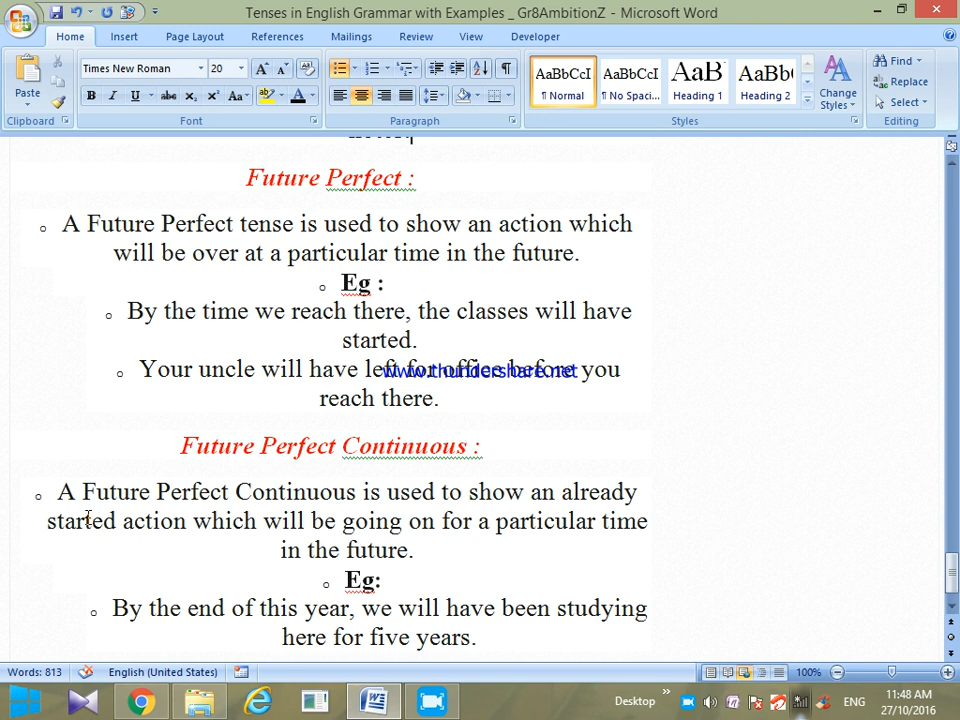 Tenses in English Grammar with Examples _ Gr8AmbitionZ - Microsoft Word
Home Insert Page Layout References Mailings Review View Developer
Times New Roman 20
Paste
Clipboard Font Paragraph Styles Editing
AaBbCcI AaBbCcI AaB AaBb(
¶ Normal ¶ No Spaci... Heading 1 Heading 2
Change Styles
Find
Replace
Select
Future Perfect :
A Future Perfect tense is used to show an action which
will be over at a particular time in the future.
Eg :
By the time we reach there, the classes will have
started.
Your uncle will have left for office before you
www.thundershare.net
reach there.
Future Perfect Continuous :
A Future Perfect Continuous is used to show an already
started action which will be going on for a particular time
in the future.
Eg:
By the end of this year, we will have been studying
here for five years.
Words: 813 English (United States) 100%
Desktop ENG 11:48 AM
27/10/2016